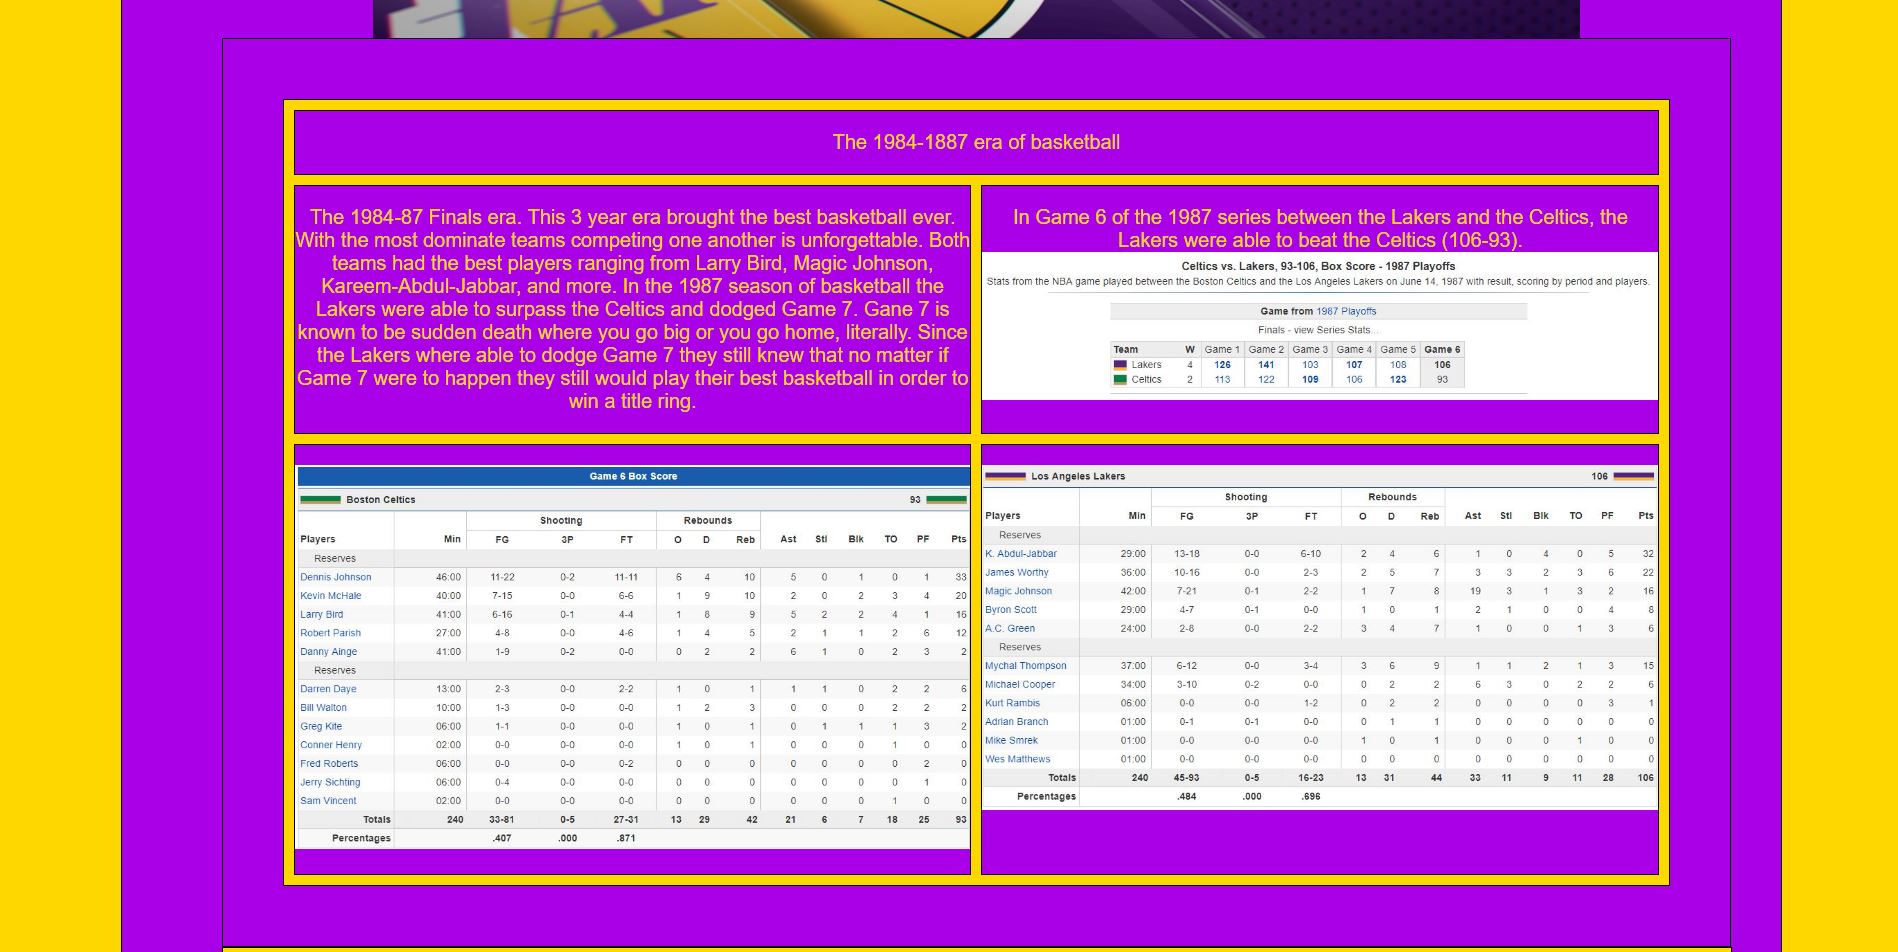 The 1984-1887 era of basketball
The 1984-87 Finals era. This 3 year era brought the best basketball ever.
With the most dominate teams competing one another is unforgettable. Both
teams had the best players ranging from Larry Bird, Magic Johnson,
Kareem-Abdul-Jabbar, and more. In the 1987 season of basketball the
Lakers were able to surpass the Celtics and dodged Game 7. Gane 7 is
known to be sudden death where you go big or you go home, literally. Since
the Lakers where able to dodge Game 7 they still knew that no matter if
Game 7 were to happen they still would play their best basketball in order to
win a title ring.
In Game 6 of the 1987 series between the Lakers and the Celtics, the
Lakers were able to beat the Celtics (106-93).
Celtics vs. Lakers, 93-106, Box Score - 1987 Playoffs
Stats from the NBA game played between the Boston Celtics and the Los Angeles Lakers on June 14, 1987 with result, scoring by period and players.
Game from 1987 Playoffs
Finals - view Series Stats...
Team W Game 1 Game 2 Game 3 Game 4 Game 5 Game 6
Lakers 4 126 141 103 107 108 106
Celtics 2 113 122 109 106 123 93
Game 6 Box Score
Boston Celtics 93
Shooting Rebounds
Players Min FG 3P FT O D Reb Ast Stl Blk TO PF Pts
Reserves
Dennis Johnson 46:00 11-22 0-2 11-11 6 4 10 5 0 1 0 1 33
Kevin McHale 40:00 7-15 0-0 6-6 1 9 10 2 0 2 3 4 20
Larry Bird 41:00 6-16 0-1 4-4 1 8 9 5 2 2 4 1 16
Robert Parish 27:00 4-8 0-0 4-6 1 4 5 2 1 1 2 6 12
Danny Ainge 41:00 1-9 0-2 0-0 0 2 2 6 1 0 2 3 2
Reserves
Darren Daye 13:00 2-3 0-0 2-2 1 0 1 1 1 0 2 2 6
Bill Walton 10:00 1-3 0-0 0-0 1 2 3 0 0 0 2 2 2
Greg Kite 06:00 1-1 0-0 0-0 1 0 1 0 1 1 1 3 2
Conner Henry 02:00 0-0 0-0 0-0 1 0 1 0 0 0 1 0 0
Fred Roberts 06:00 0-0 0-0 0-2 0 0 0 0 0 0 0 2 0
Jerry Sichting 06:00 0-4 0-0 0-0 0 0 0 0 0 0 0 1 0
Sam Vincent 02:00 0-0 0-0 0-0 0 0 0 0 0 0 1 0 0
Totals 240 33-81 0-5 27-31 13 29 42 21 6 7 18 25 93
Percentages .407 .000 .871
Los Angeles Lakers 106
Shooting Rebounds
Players Min FG 3P FT O D Reb Ast Stl Blk TO PF Pts
Reserves
K. Abdul-Jabbar 29:00 13-18 0-0 6-10 2 4 6 1 0 4 0 5 32
James Worthy 36:00 10-16 0-0 2-3 2 5 7 3 3 2 3 6 22
Magic Johnson 42:00 7-21 0-1 2-2 1 7 8 19 3 1 3 2 16
Byron Scott 29:00 4-7 0-1 0-0 1 0 1 2 1 0 0 4 8
A.C. Green 24:00 2-8 0-0 2-2 3 4 7 1 0 0 1 3 6
Reserves
Mychal Thompson 37:00 6-12 0-0 3-4 3 6 9 1 1 2 1 3 15
Michael Cooper 34:00 3-10 0-2 0-0 0 2 2 6 3 0 2 2 6
Kurt Rambis 06:00 0-0 0-0 1-2 0 2 2 0 0 0 0 3 1
Adrian Branch 01:00 0-1 0-1 0-0 0 1 1 0 0 0 0 0 0
Mike Smrek 01:00 0-0 0-0 0-0 1 0 1 0 0 0 1 0 0
Wes Matthews 01:00 0-0 0-0 0-0 0 0 0 0 0 0 0 0 0
Totals 240 45-93 0-5 16-23 13 31 44 33 11 9 11 28 106
Percentages .484 .000 .696